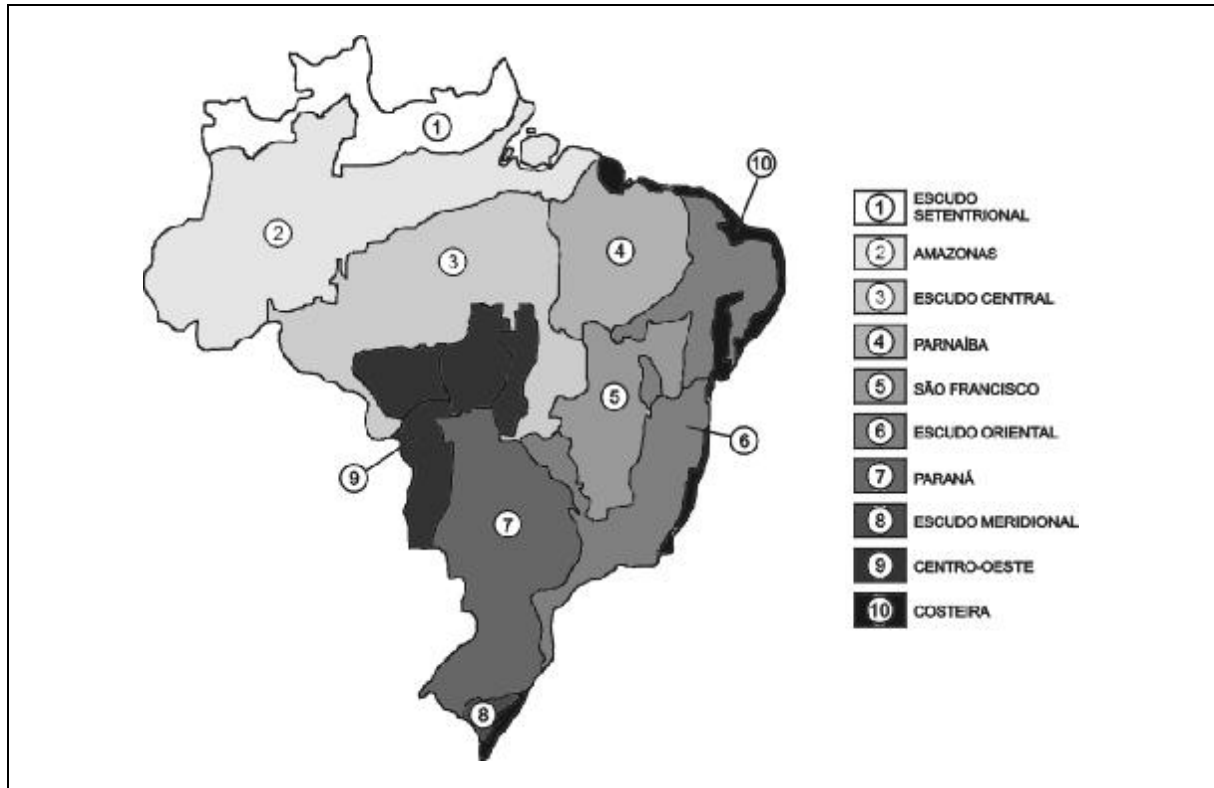 1
10
2
3
4
5
6
9
7
8
1 ESCUDO
SETENTRIONAL
2 AMAZONAS
3 ESCUDO CENTRAL
4 PARNAÍBA
5 SÃO FRANCISCO
6 ESCUDO ORIENTAL
7 PARANÁ
8 ESCUDO MERIDIONAL
9 CENTRO-OESTE
10 COSTEIRA